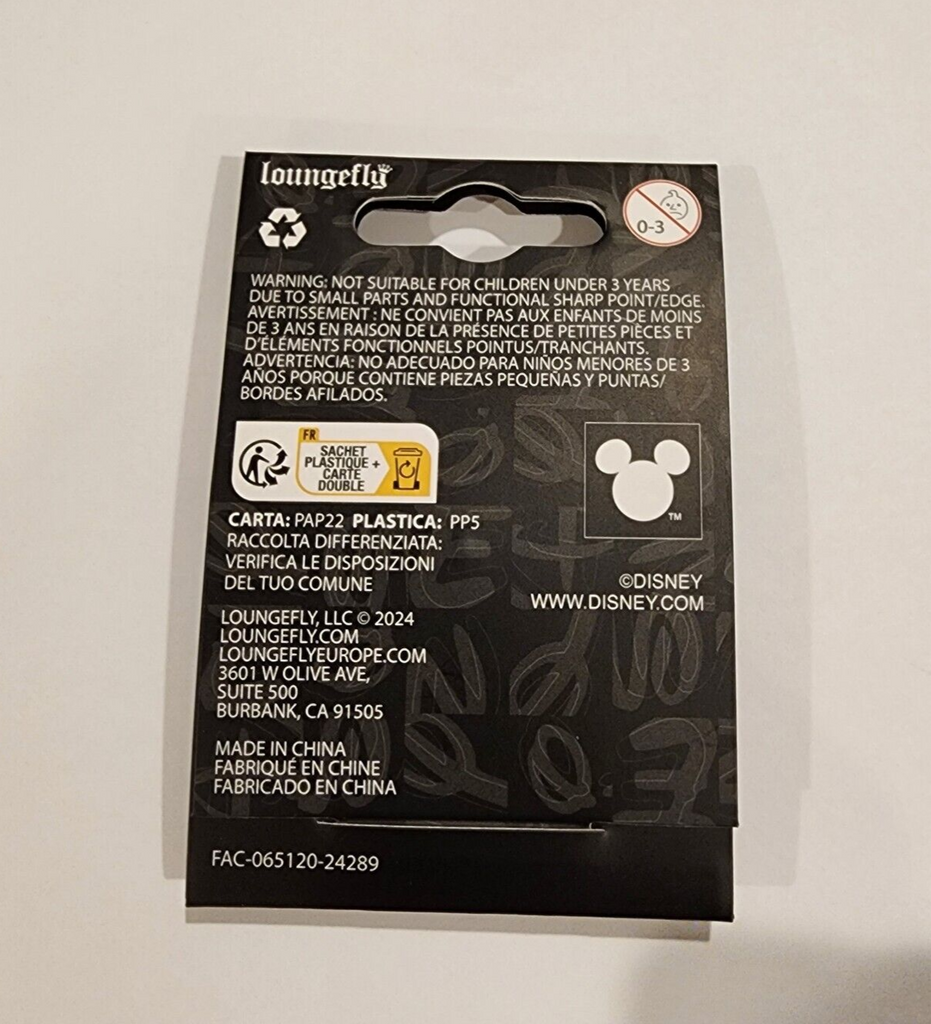 loungefly
0-3
WARNING: NOT SUITABLE FOR CHILDREN UNDER 3 YEARS
DUE TO SMALL PARTS AND FUNCTIONAL SHARP POINT/EDGE.
AVERTISSEMENT : NE CONVIENT PAS AUX ENFANTS DE MOINS
DE 3 ANS EN RAISON DE LA PRÉSENCE DE PETITES PIÈCES ET
D'ÉLÉMENTS FONCTIONNELS POINTUS/TRANCHANTS.
ADVERTENCIA: NO ADECUADO PARA NIÑOS MENORES DE 3
AÑOS PORQUE CONTIENE PIEZAS PEQUEÑAS Y PUNTAS/
BORDES AFILADOS.
FR
SACHET
PLASTIQUE +
CARTE
DOUBLE
CARTA: PAP22 PLASTICA: PP5
RACCOLTA DIFFERENZIATA:
VERIFICA LE DISPOSIZIONI
DEL TUO COMUNE
TM
©DISNEY
WWW.DISNEY.COM
LOUNGEFLY, LLC © 2024
LOUNGEFLY.COM
LOUNGEFLYEUROPE.COM
3601 W OLIVE AVE,
SUITE 500
BURBANK, CA 91505
MADE IN CHINA
FABRIQUÉ EN CHINE
FABRICADO EN CHINA
FAC-065120-24289